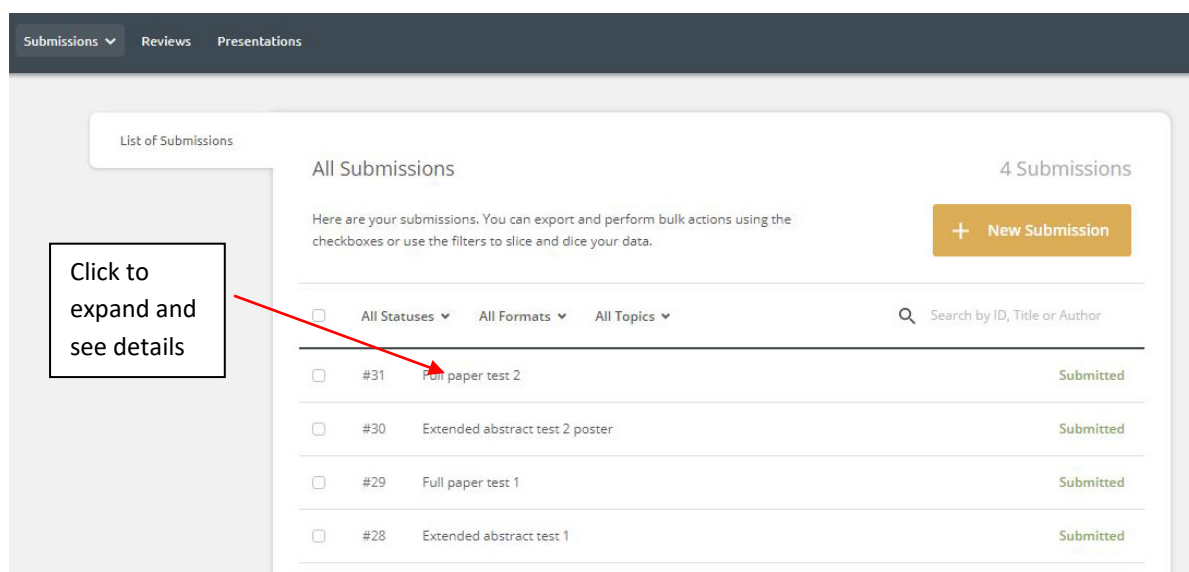 Submissions Reviews Presentations
List of Submissions
All Submissions
4 Submissions
Here are your submissions. You can export and perform bulk actions using the
checkboxes or use the filters to slice and dice your data.
+ New Submission
Click to
expand and
see details
All Statuses All Formats All Topics
Search by ID, Title or Author
#31 Full paper test 2 Submitted
#30 Extended abstract test 2 poster Submitted
#29 Full paper test 1 Submitted
#28 Extended abstract test 1 Submitted